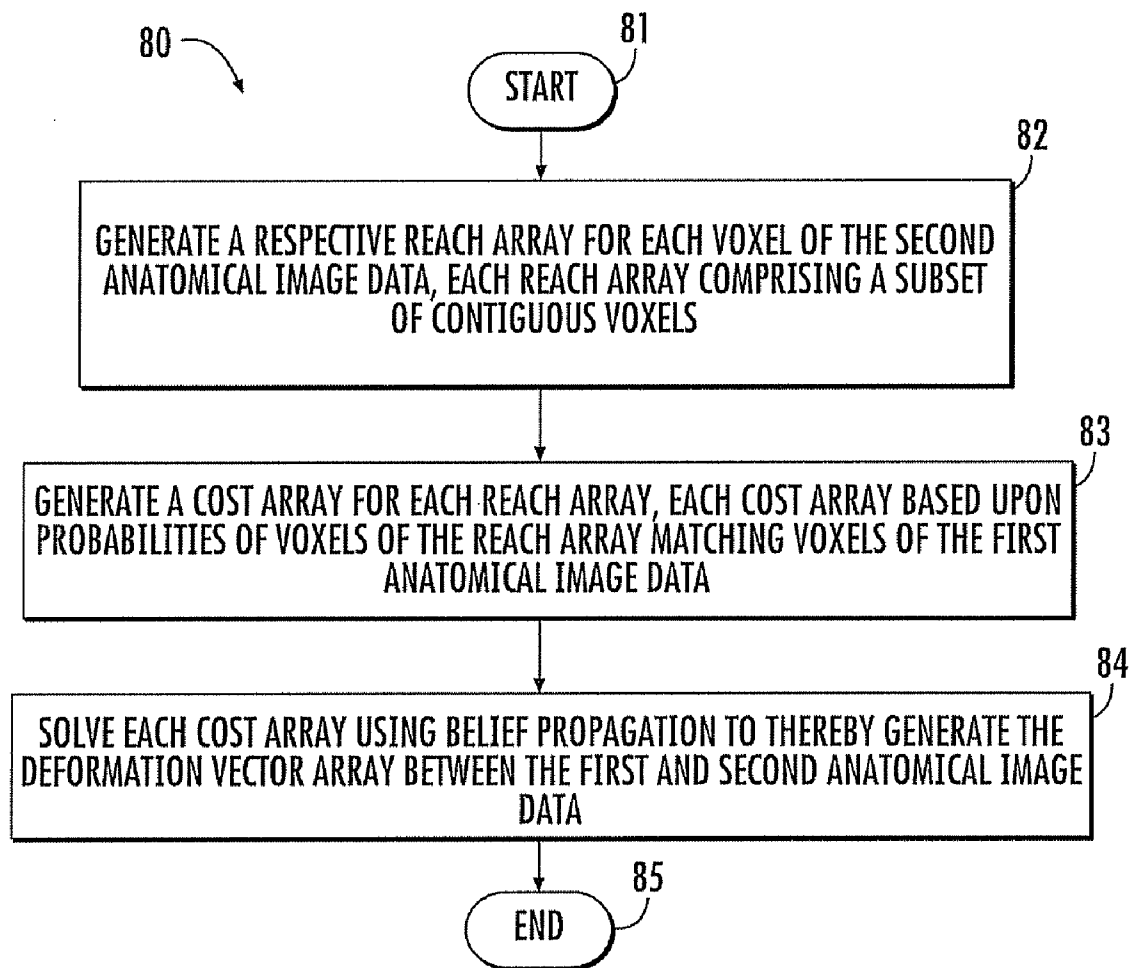 80
81
START
82
GENERATE A RESPECTIVE REACH ARRAY FOR EACH VOXEL OF THE SECOND
ANATOMICAL IMAGE DATA, EACH REACH ARRAY COMPRISING A SUBSET
OF CONTIGUOUS VOXELS
83
GENERATE A COST ARRAY FOR EACH REACH ARRAY, EACH COST ARRAY BASED UPON
PROBABILITIES OF VOXELS OF THE REACH ARRAY MATCHING VOXELS OF THE FIRST
ANATOMICAL IMAGE DATA
84
SOLVE EACH COST ARRAY USING BELIEF PROPAGATION TO THEREBY GENERATE THE
DEFORMATION VECTOR ARRAY BETWEEN THE FIRST AND SECOND ANATOMICAL IMAGE
DATA
85
END